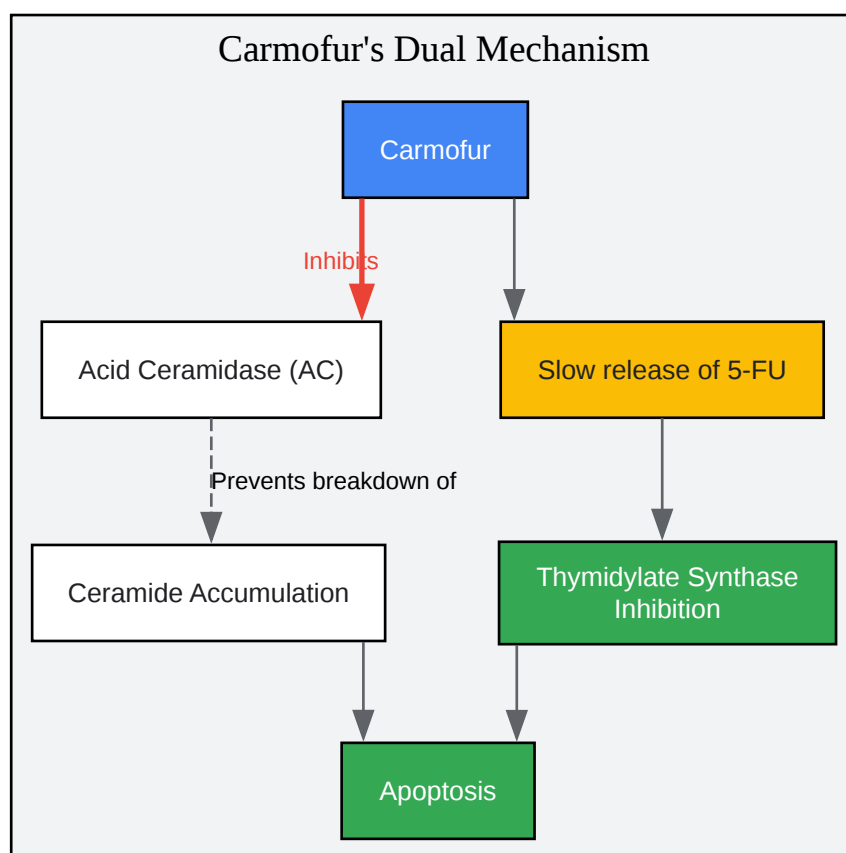 Carmofur's Dual Mechanism
Carmofur
Inhibits
Acid Ceramidase (AC)
Slow release of 5-FU
Prevents breakdown of
Ceramide Accumulation
Thymidylate Synthase
Inhibition
Apoptosis